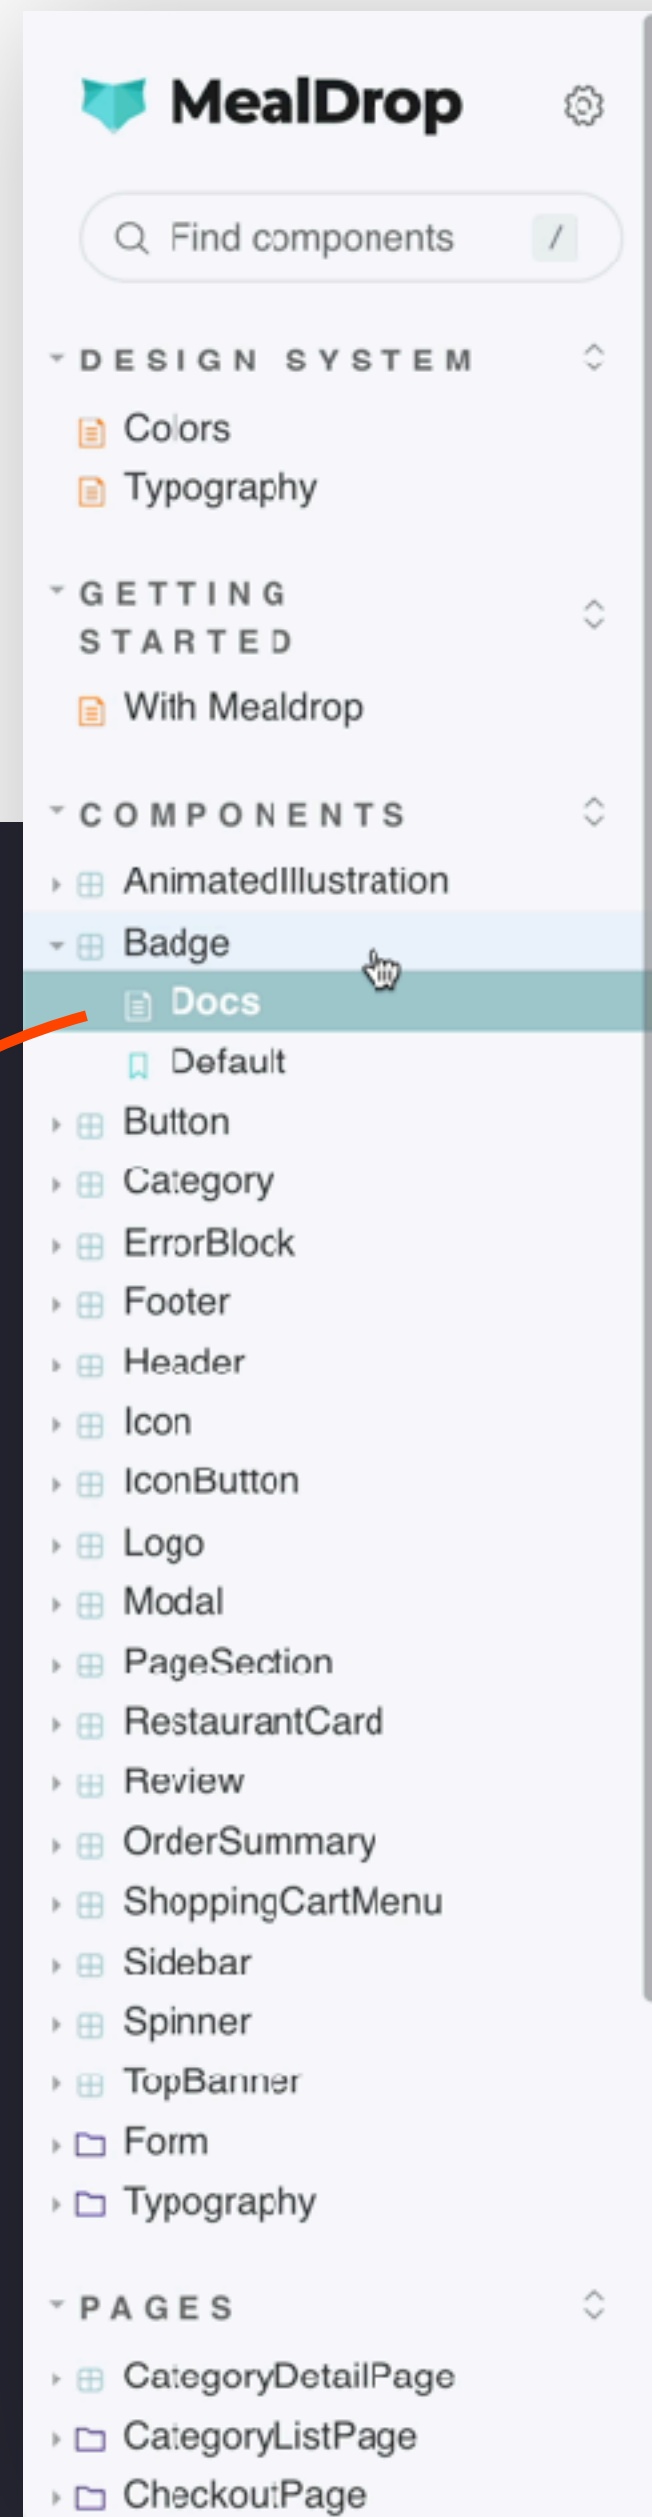 MealDrop
Find components /
DESIGN SYSTEM
Colors
Typography
GETTING
STARTED
With Mealdrop
COMPONENTS
AnimatedIllustration
Badge
Docs
Default
Button
Category
ErrorBlock
Footer
Header
Icon
IconButton
Logo
Modal
PageSection
RestaurantCard
Review
OrderSummary
ShoppingCartMenu
Sidebar
Spinner
TopBanner
Form
Typography
PAGES
CategoryDetailPage
CategoryListPage
CheckoutPage